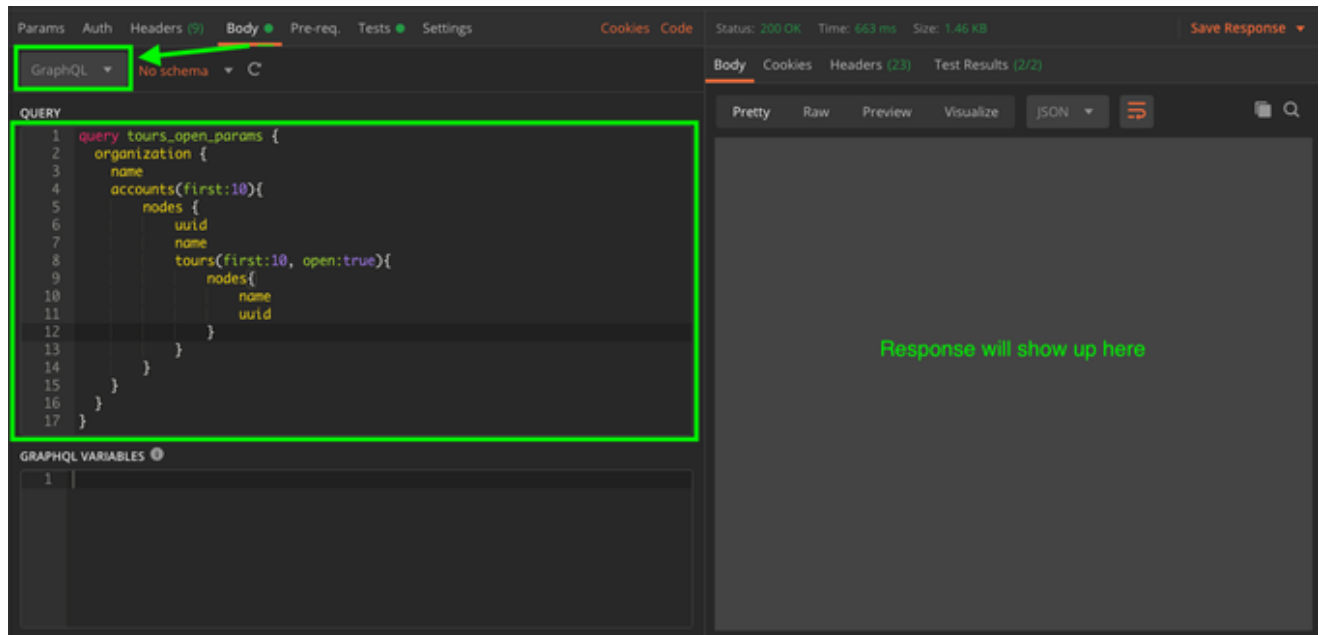 Params Auth Headers (9) Body Pre-req. Tests Settings Cookies Code
GraphQL No schema
QUERY
1 query tours_open_params {
2 organization {
3 name
4 accounts(first:10){
5 nodes {
6 uuid
7 name
8 tours(first:10, open:true){
9 nodes{
10 name
11 uuid
12 }
13 }
14 }
15 }
16 }
17 }
GRAPHQL VARIABLES
1
Status: 200 OK Time: 663 ms Size: 1.46 KB Save Response
Body Cookies Headers (23) Test Results (2/2)
Pretty Raw Preview Visualize JSON
Response will show up here